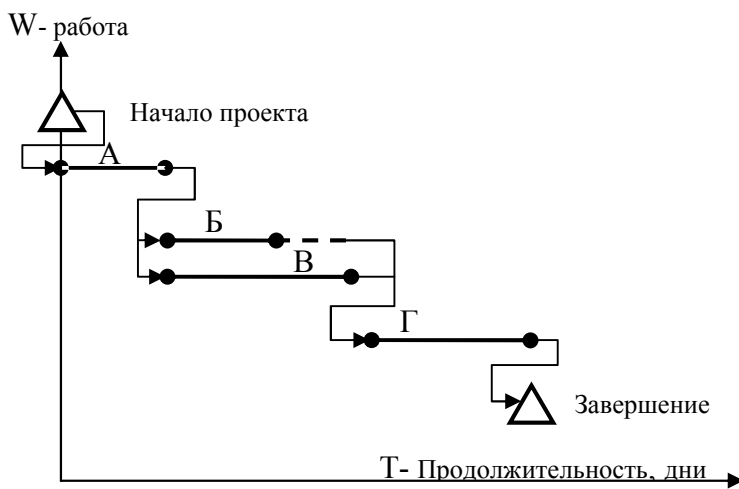 W- работа
Начало проекта
А
Б
В
Г
Завершение
Т- Продолжительность, дни